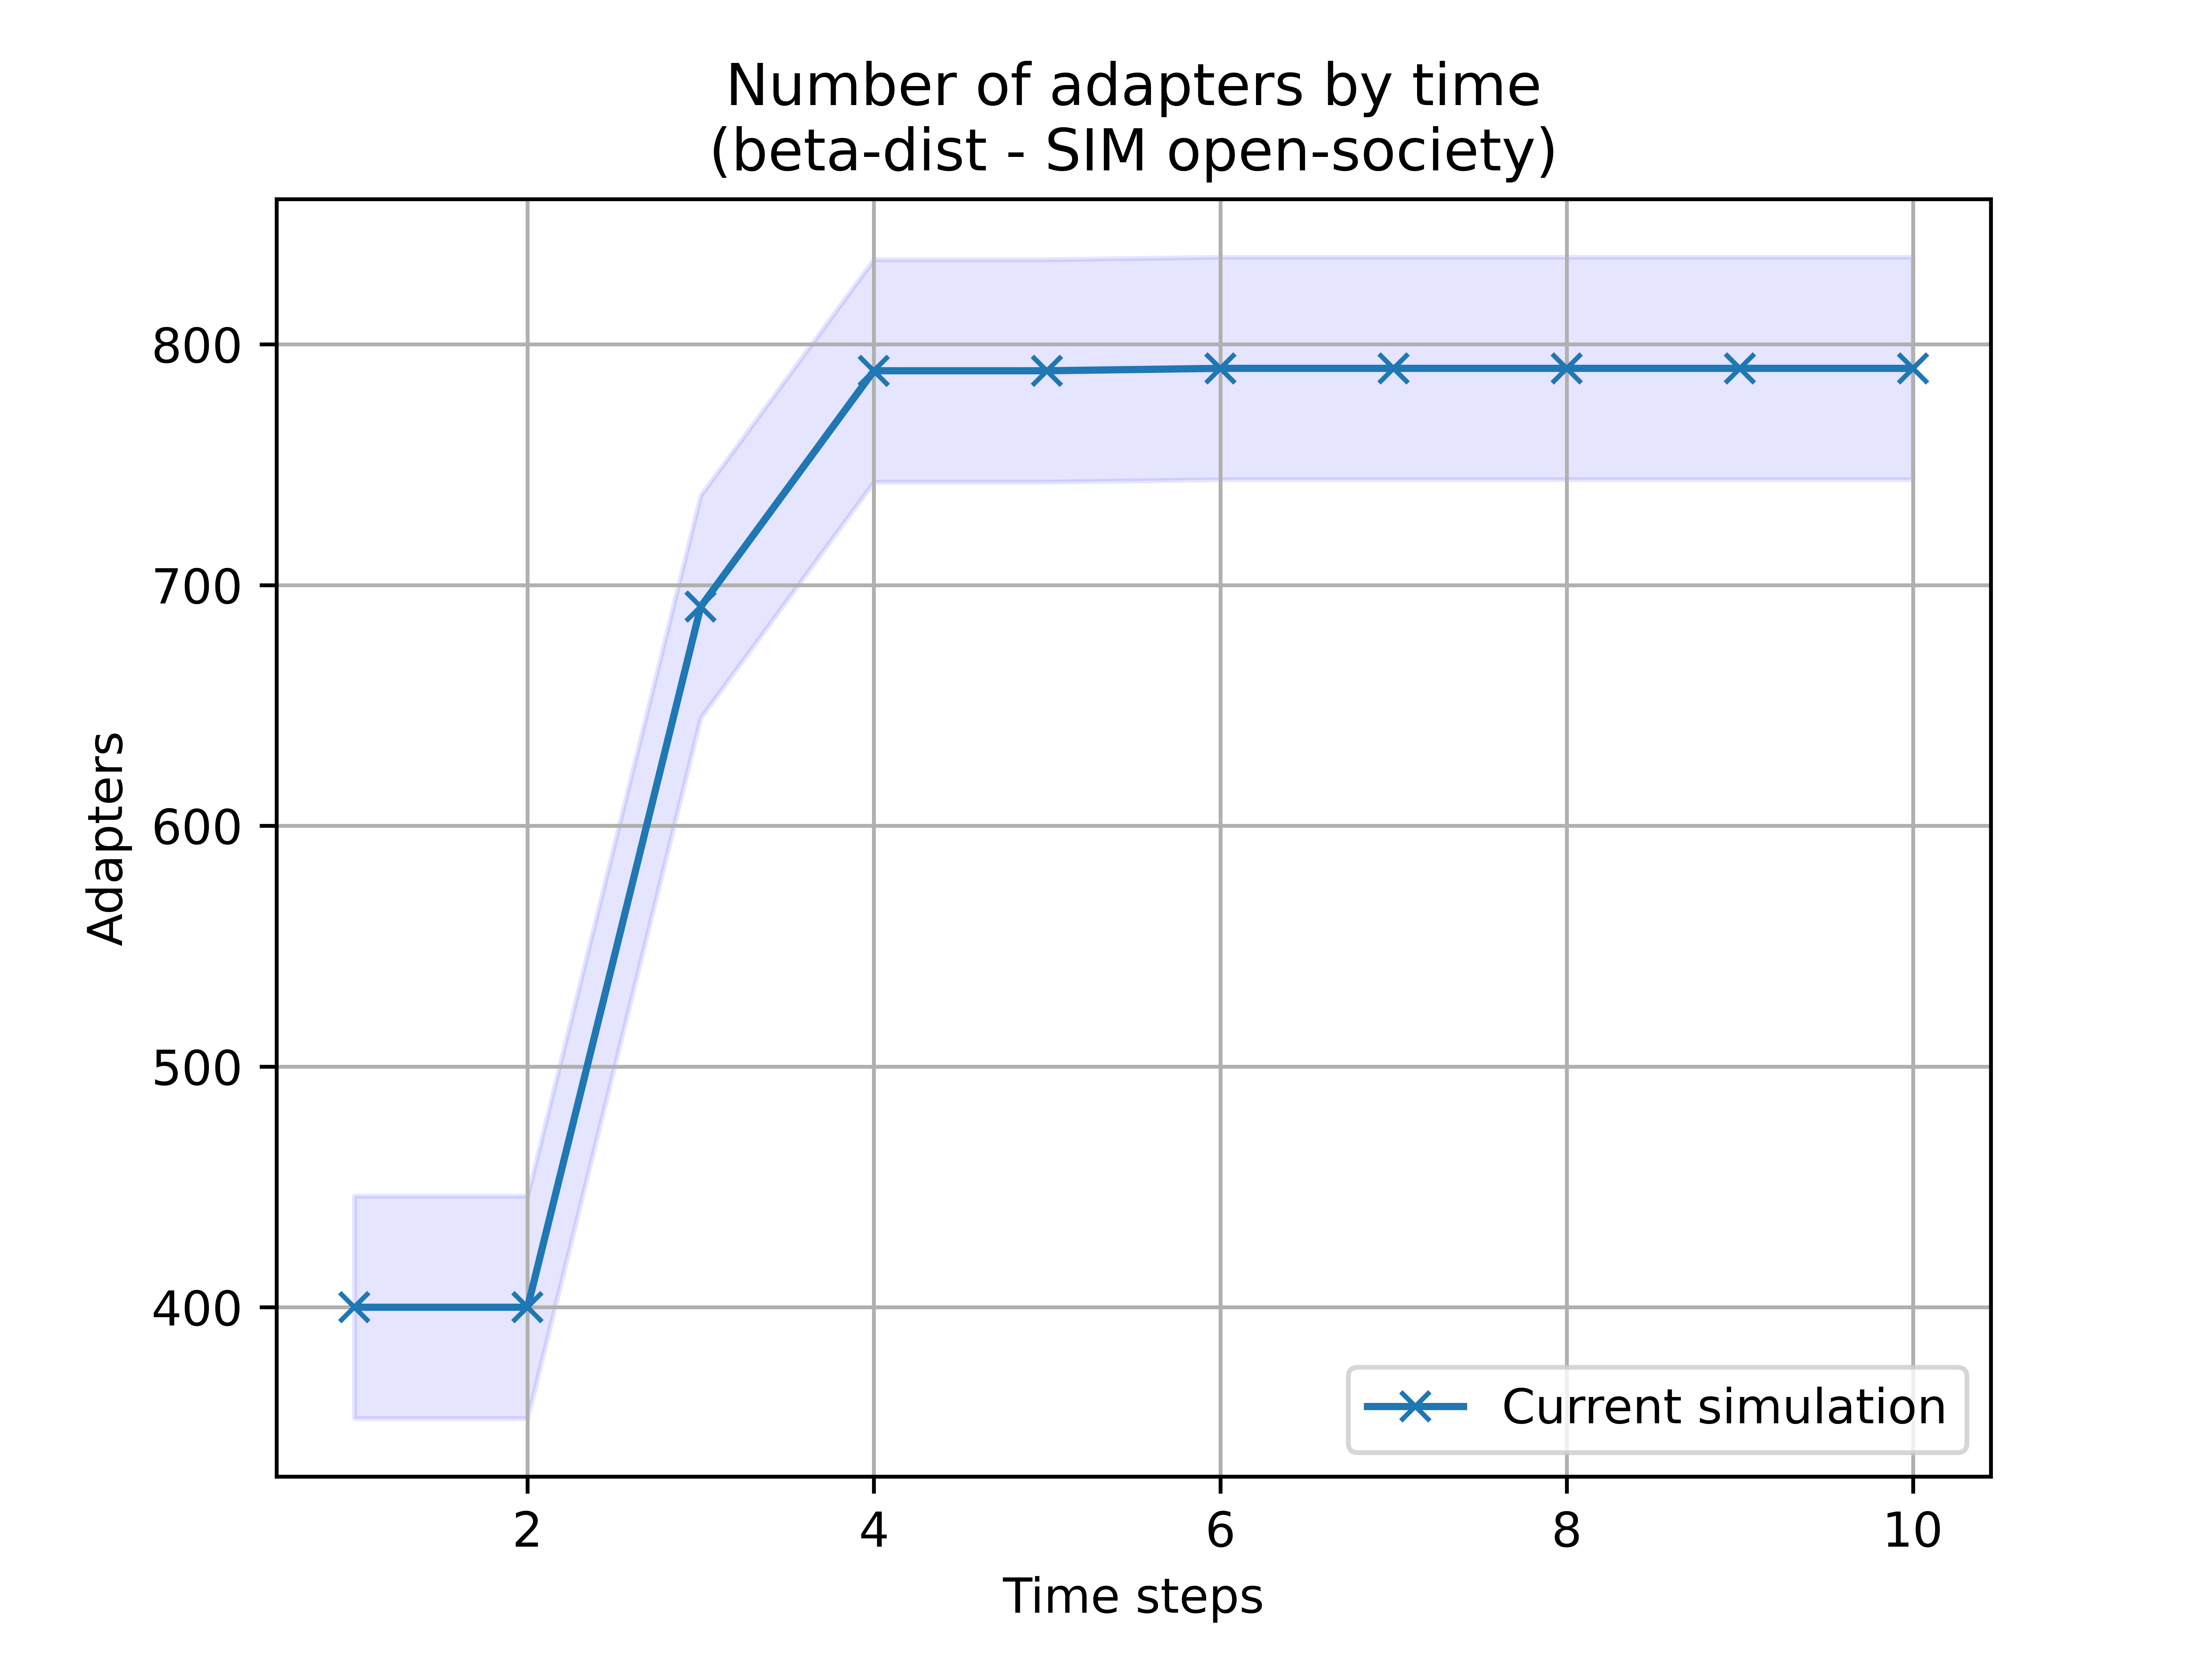 Number of adapters by time
(beta-dist - SIM open-society)
Adapters
800
700
600
500
400
Current simulation
2 4 6 8 10
Time steps